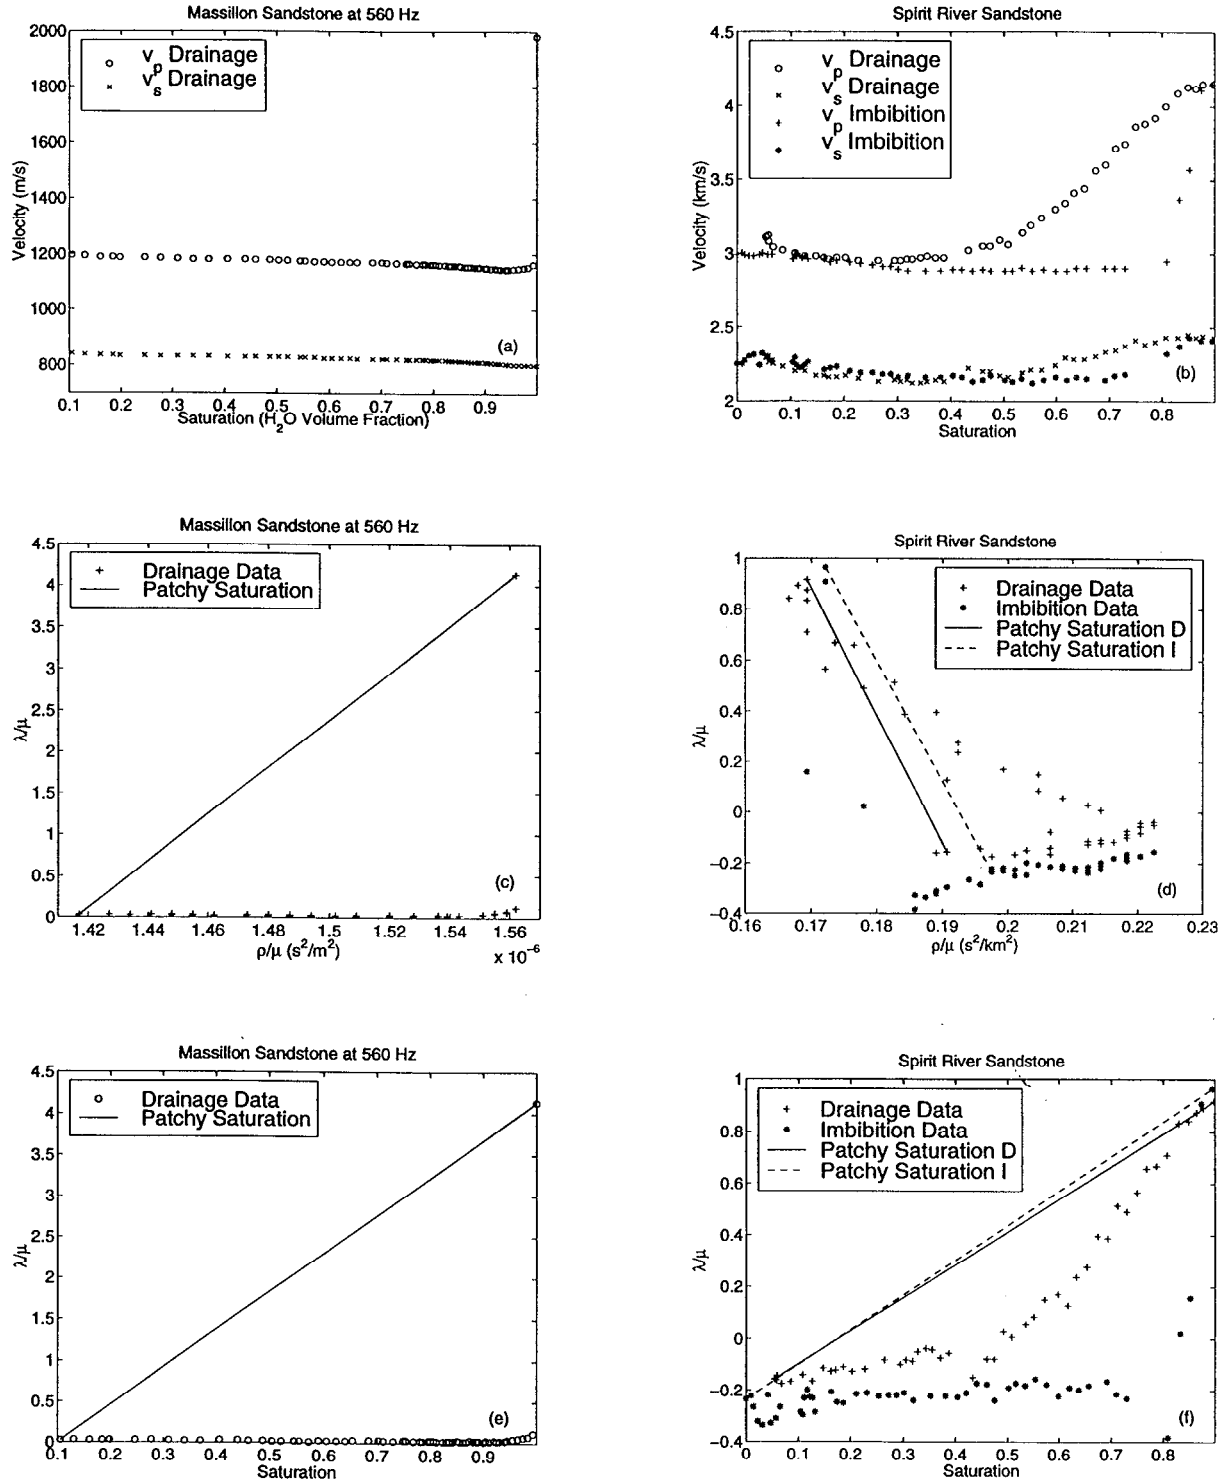 Massillon Sandstone at 560 Hz
2000
1800
1600
1400
1200
1000
800
Velocity (m/s)
v_p Drainage
v_s Drainage
(a)
0.1 0.2 0.3 0.4 0.5 0.6 0.7 0.8 0.9
Saturation (H₂O Volume Fraction)
Spirit River Sandstone
4.5
4
3.5
3
2.5
2
Velocity (km/s)
v_p Drainage
v_s Drainage
v_p Imbibition
v_s Imbibition
(b)
0 0.1 0.2 0.3 0.4 0.5 0.6 0.7 0.8
Saturation
Massillon Sandstone at 560 Hz
4.5
4
3.5
3
2.5
2
1.5
1
0.5
0
λ/μ
Drainage Data
Patchy Saturation
(c)
1.42 1.44 1.46 1.48 1.5 1.52 1.54 1.56
ρ/μ (s²/m²)
x 10⁻⁶
Spirit River Sandstone
1
0.8
0.6
0.4
0.2
0
−0.2
−0.4
λ/μ
Drainage Data
Imbibition Data
Patchy Saturation D
Patchy Saturation I
(d)
0.16 0.17 0.18 0.19 0.2 0.21 0.22 0.23
ρ/μ (s²/km²)
Massillon Sandstone at 560 Hz
4.5
4
3.5
3
2.5
2
1.5
1
0.5
0
λ/μ
Drainage Data
Patchy Saturation
(e)
0.1 0.2 0.3 0.4 0.5 0.6 0.7 0.8 0.9
Saturation
Spirit River Sandstone
1
0.8
0.6
0.4
0.2
0
−0.2
−0.4
λ/μ
Drainage Data
Imbibition Data
Patchy Saturation D
Patchy Saturation I
(f)
0 0.1 0.2 0.3 0.4 0.5 0.6 0.7 0.8
Saturation